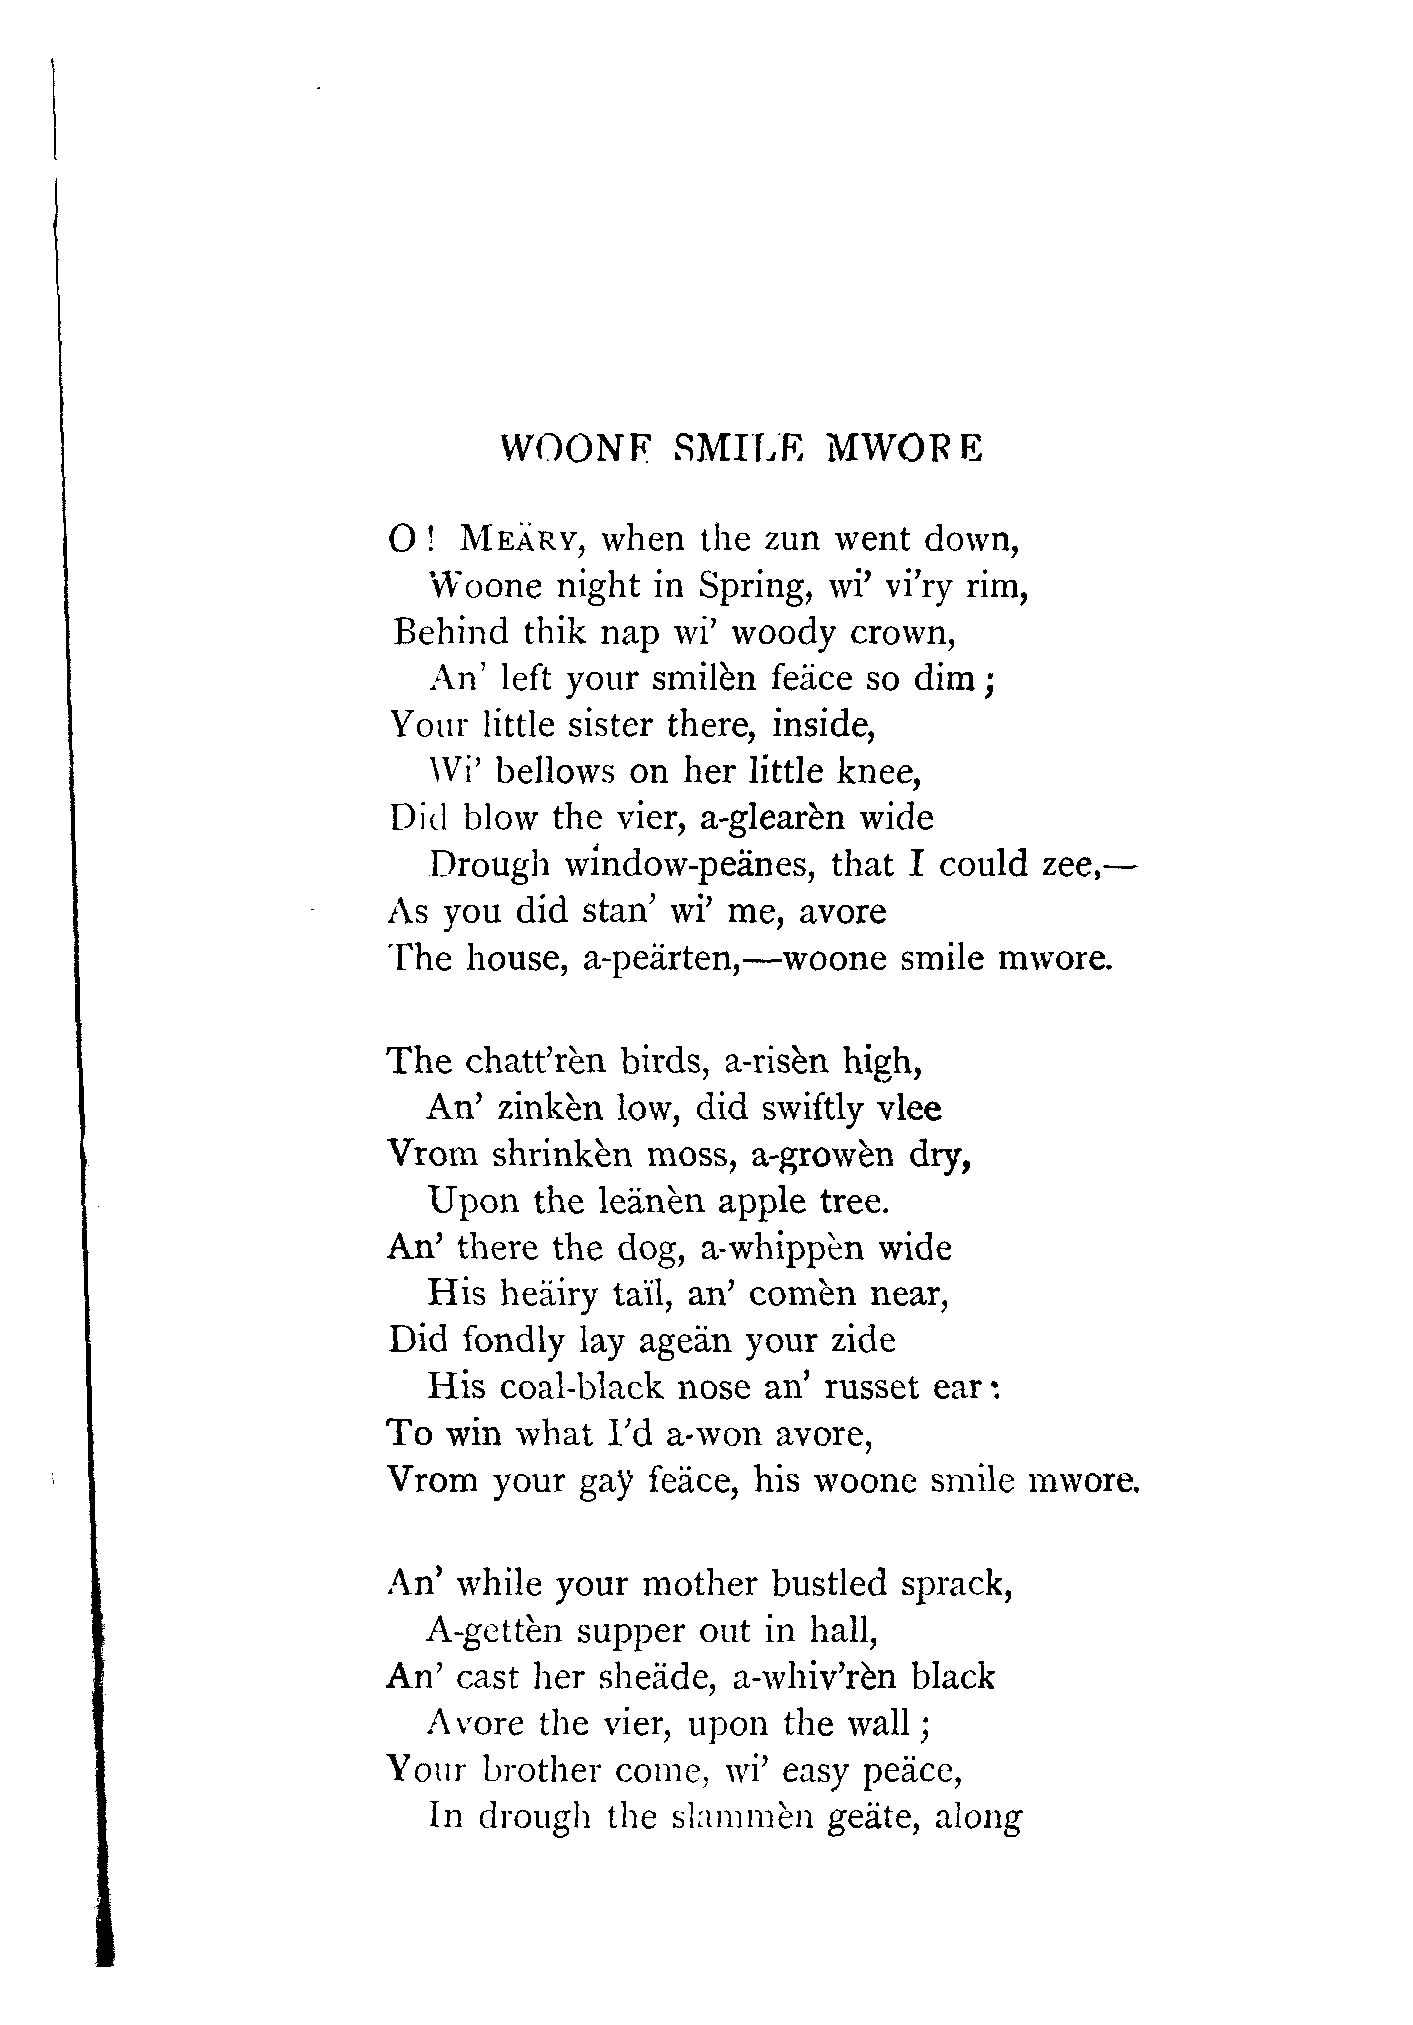 WOONE SMILE MWORE
O! MEÄRY, when the zun went down,
Woone night in Spring, wi’ vi’ry rim,
Behind thik nap wi’ woody crown,
An’ left your smilèn feäce so dim;
Your little sister there, inside,
Wi’ bellows on her little knee,
Did blow the vier, a-glearèn wide
Drough window-peänes, that I could zee,—
As you did stan’ wi’ me, avore
The house, a-peärten,—woone smile mwore.
The chatt’rèn birds, a-risèn high,
An’ zinkèn low, did swiftly vlee
Vrom shrinkèn moss, a-growèn dry,
Upon the leänèn apple tree.
An’ there the dog, a-whippèn wide
His heäiry taïl, an’ comèn near,
Did fondly lay ageän your zide
His coal-black nose an’ russet ear:
To win what I’d a-won avore,
Vrom your gaÿ feäce, his woone smile mwore.
An’ while your mother bustled sprack,
A-gettèn supper out in hall,
An’ cast her sheäde, a-whiv’rèn black
Avore the vier, upon the wall;
Your brother come, wi’ easy peäce,
In drough the slammèn geäte, along